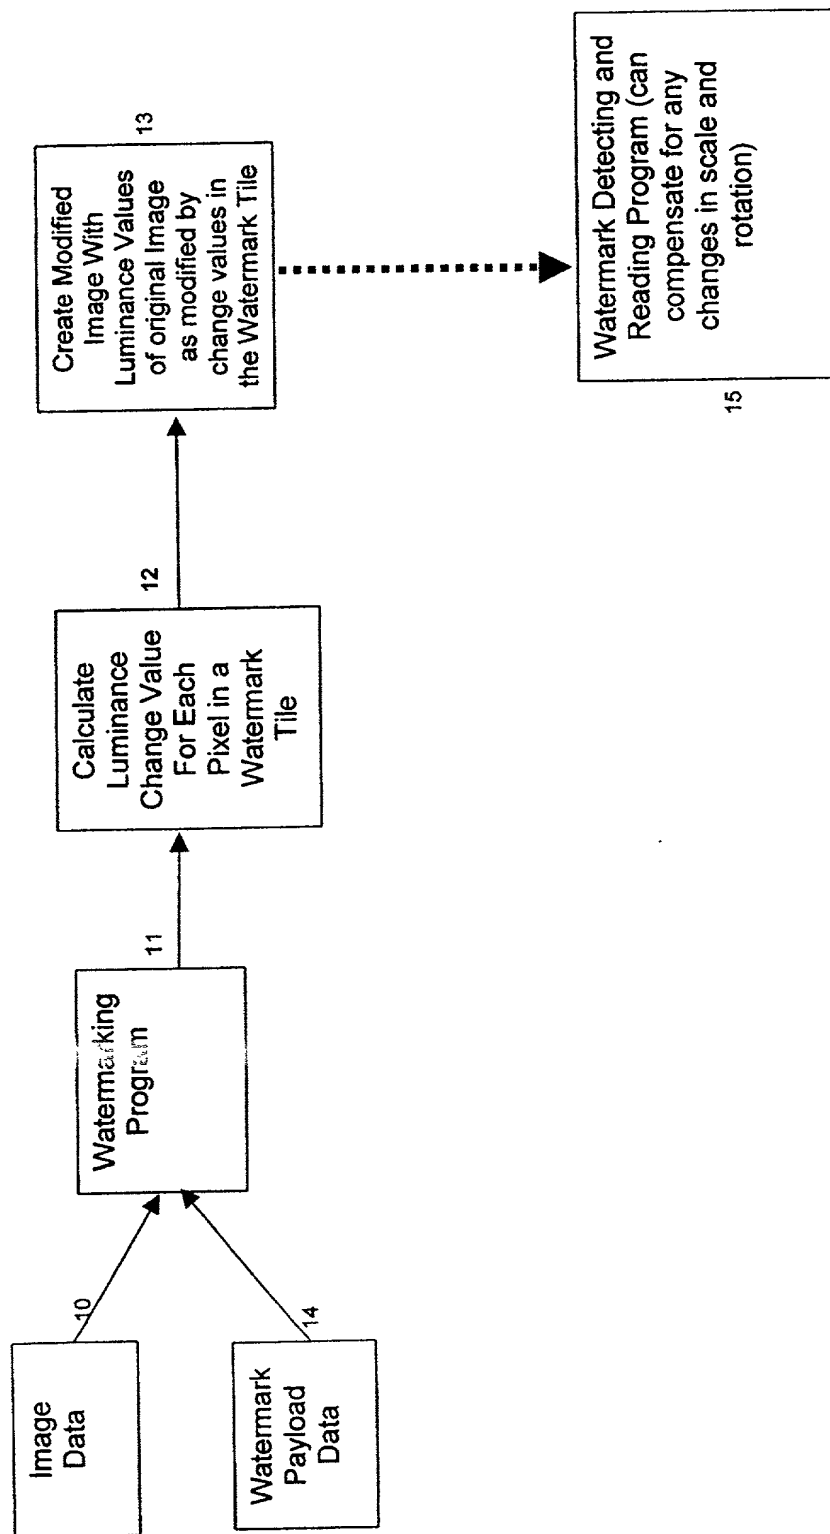 Image
Data
10
Watermark
Payload
Data
14
Watermarking
Program
11
Calculate
Luminance
Change Value
For Each
Pixel in a
Watermark
Tile
12
Create Modified
Image With
Luminance Values
of original Image
as modified by
change values in
the Watermark Tile
13
Watermark Detecting and
Reading Program (can
compensate for any
changes in scale and
rotation)
15